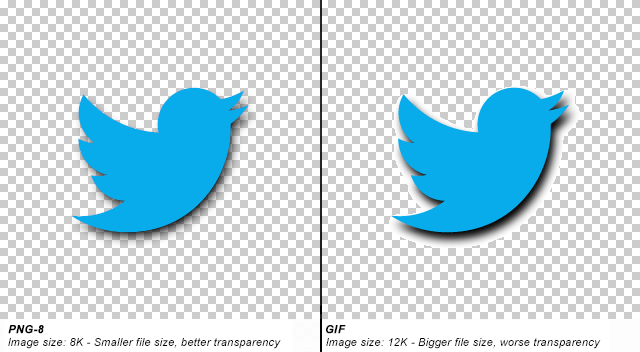 PNG-8
Image size: 8K - Smaller file size, better transparency
GIF
Image size: 12K - Bigger file size, worse transparency